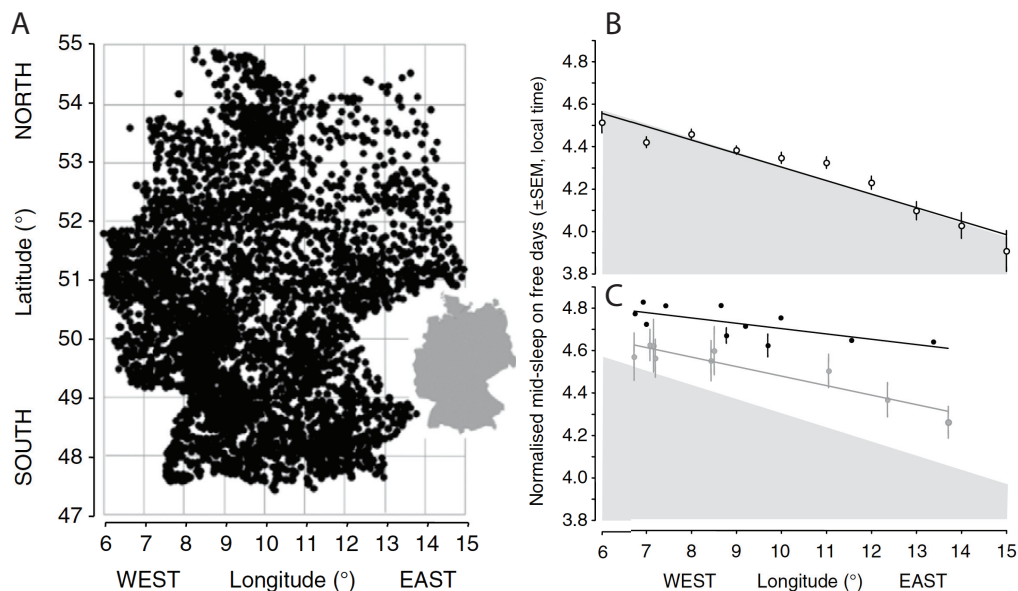 A
55
54
53
52
51
50
49
48
47
NORTH
Latitude (°)
SOUTH
6 7 8 9 10 11 12 13 14 15
WEST Longitude (°) EAST
B
4.8
4.6
4.4
4.2
4.0
3.8
Normalised mid-sleep on free days (±SEM, local time)
C
4.8
4.6
4.4
4.2
4.0
3.8
6 7 8 9 10 11 12 13 14 15
WEST Longitude (°) EAST